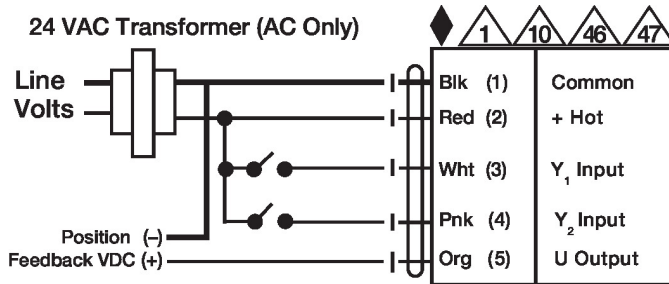 24 VAC Transformer (AC Only)
1 10 46 47
Line
Volts
Blk (1) Common
Red (2) + Hot
Wht (3) Y1 Input
Pnk (4) Y2 Input
Position (–)
Feedback VDC (+)
Org (5) U Output